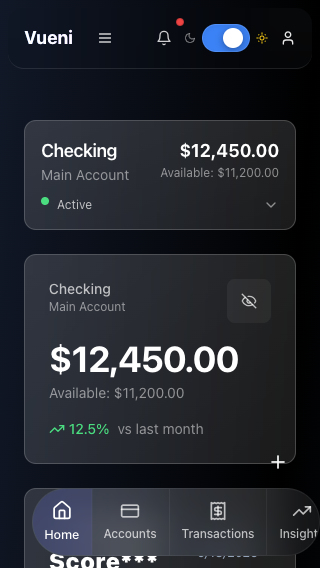 Vueni
Checking
$12,450.00
Main Account
Available: $11,200.00
Active
Checking
Main Account
$12,450.00
Available: $11,200.00
12.5% vs last month
Home
Accounts
Transactions
Insight
Score***